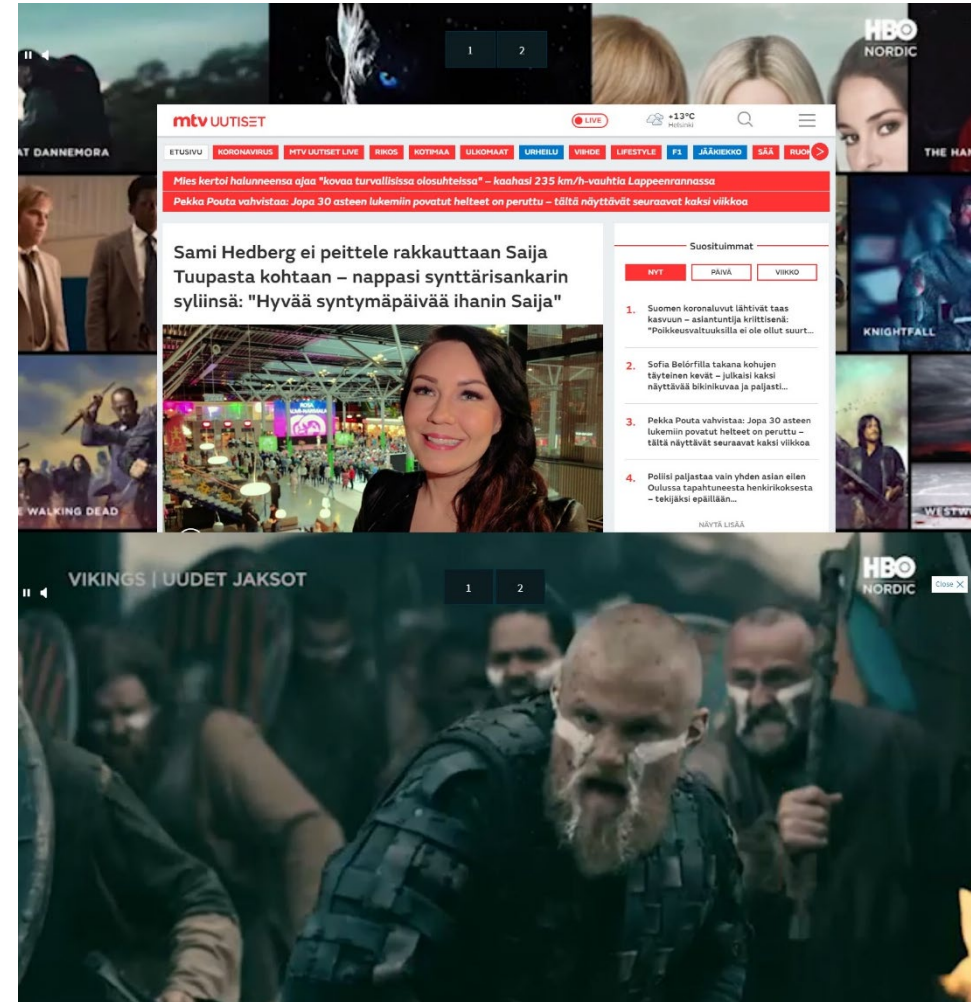 1 2
HBO
NORDIC
AT DANNEMORA
THE HAN
mtv UUTISET
LIVE
+13°C
Helsinki
ETUSIVU KORONAVIRUS MTV UUTISET LIVE RIKOS KOTIMAA ULKOMAAT URHEILU VIIHDE LIFESTYLE F1 JÄÄKIEKKO SÄÄ RUOK
Mies kertoi halunneensa ajaa "kovaa turvallisissa olosuhteissa" – kaahasi 235 km/h-vauhtia Lappeenrannassa
Pekka Pouta vahvistaa: Jopa 30 asteen lukemiin povatut helteet on peruttu – tältä näyttävät seuraavat kaksi viikkoa
Sami Hedberg ei peittele rakkauttaan Saija
Tuupasta kohtaan – nappasi synttärisankarin
syliinsä: "Hyvää syntymäpäivää ihanin Saija"
Suosituimmat
NYT PÄIVÄ VIIKKO
1. Suomen koronaluvut lähtivät taas
kasvuun – asiantuntija kriittisenä:
"Poikkeusvaltuuksilla ei ole ollut suurt...
2. Sofia Belórfilla takana kohujen
täyteinen kevät – julkaisi kaksi
näyttävää bikinikuvaa ja paljasti...
3. Pekka Pouta vahvistaa: Jopa 30 asteen
lukemiin povatut helteet on peruttu –
tältä näyttävät seuraavat kaksi viikkoa
4. Poliisi paljastaa vain yhden asian eilen
Oulussa tapahtuneesta henkirikoksesta
– tekijäksi epäillään...
NÄYTÄ LISÄÄ
KNIGHTFALL
WALKING DEAD
WESTW
VIKINGS | UUDET JAKSOT
1 2
HBO
NORDIC
Close X